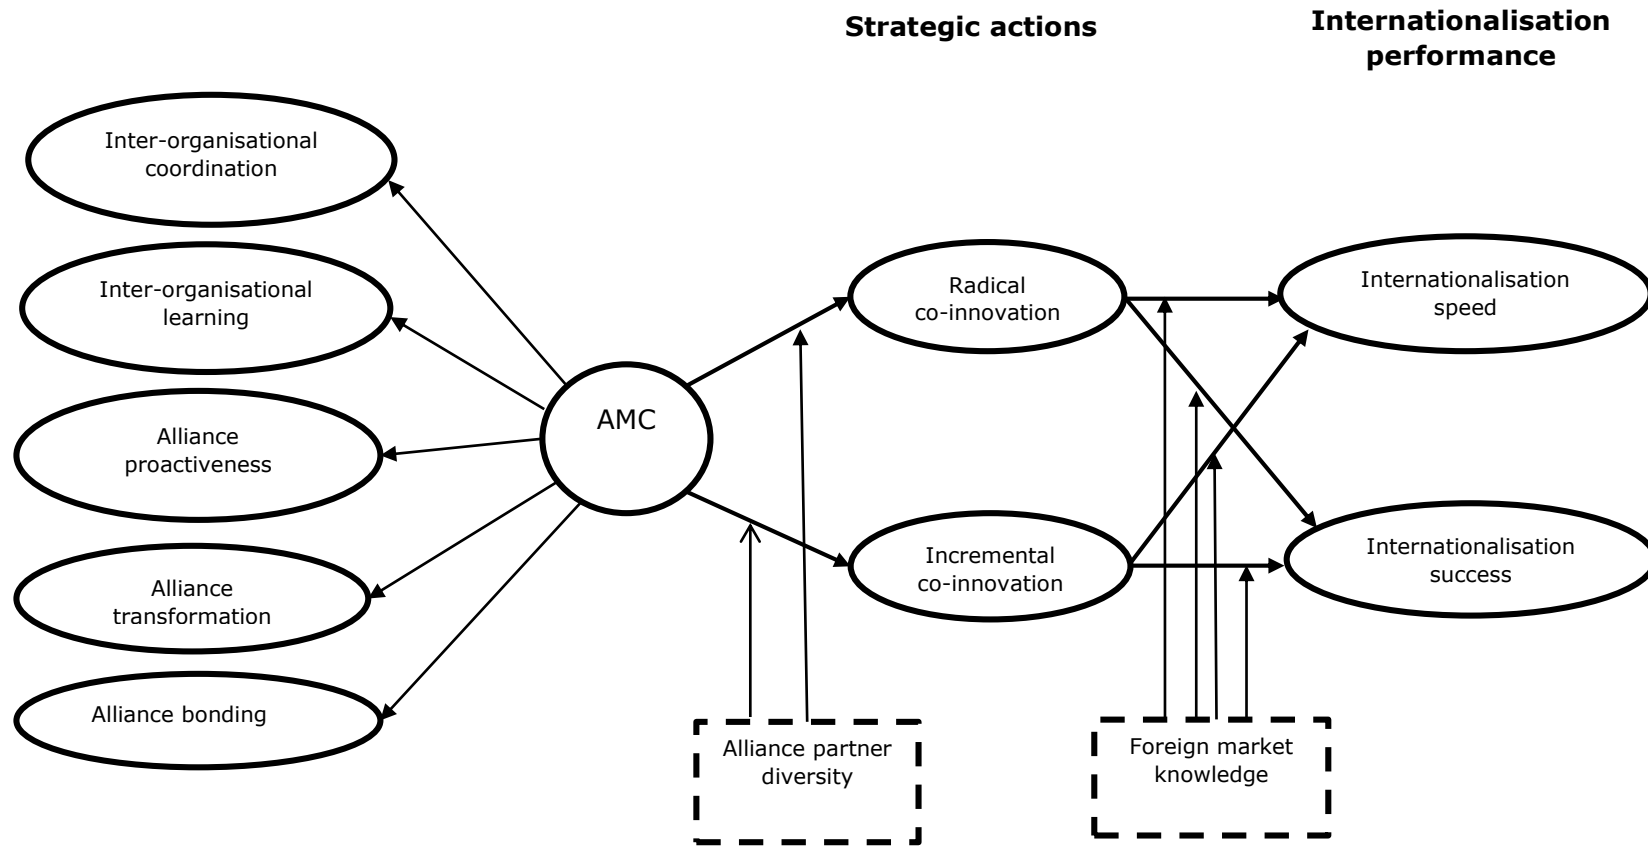 Strategic actions
Internationalisation
performance
Inter-organisational
coordination
Inter-organisational
learning
Alliance
proactiveness
Alliance
transformation
Alliance bonding
AMC
Radical
co-innovation
Incremental
co-innovation
Internationalisation
speed
Internationalisation
success
Alliance partner
diversity
Foreign market
knowledge